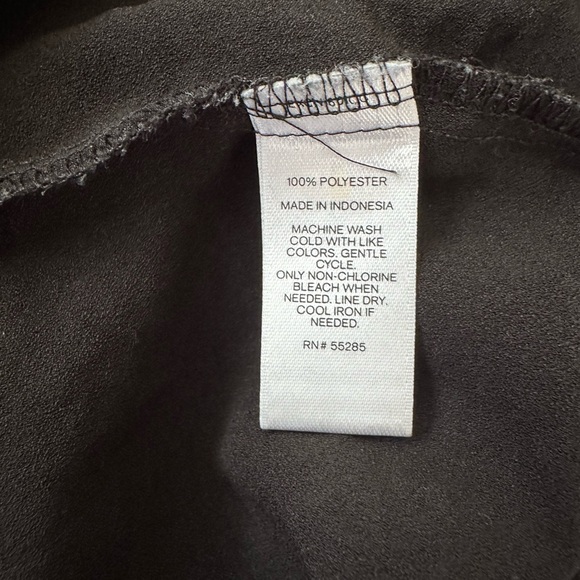 100% POLYESTER
MADE IN INDONESIA
MACHINE WASH
COLD WITH LIKE
COLORS. GENTLE
CYCLE.
ONLY NON-CHLORINE
BLEACH WHEN
NEEDED. LINE DRY.
COOL IRON IF
NEEDED.
RN# 55285